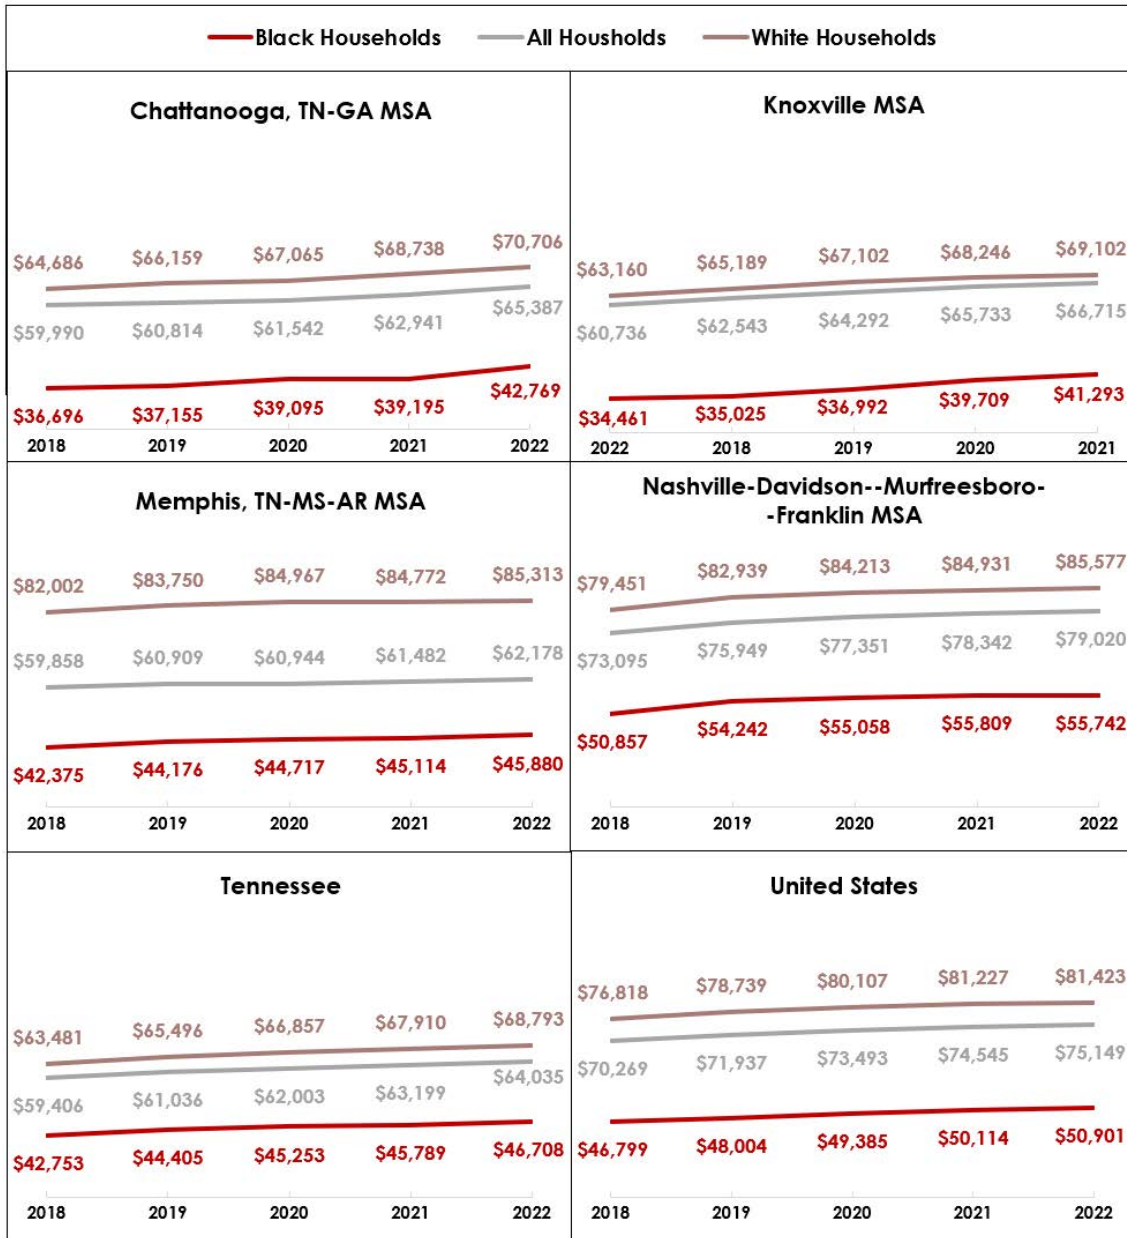 Black Households All Housholds White Households
Chattanooga, TN-GA MSA
$64,686 $66,159 $67,065 $68,738 $70,706
$59,990 $60,814 $61,542 $62,941 $65,387
$36,696 $37,155 $39,095 $39,195 $42,769
2018 2019 2020 2021 2022
Knoxville MSA
$63,160 $65,189 $67,102 $68,246 $69,102
$60,736 $62,543 $64,292 $65,733 $66,715
$34,461 $35,025 $36,992 $39,709 $41,293
2022 2018 2019 2020 2021
Memphis, TN-MS-AR MSA
$82,002 $83,750 $84,967 $84,772 $85,313
$59,858 $60,909 $60,944 $61,482 $62,178
$42,375 $44,176 $44,717 $45,114 $45,880
2018 2019 2020 2021 2022
Nashville-Davidson--Murfreesboro-
-Franklin MSA
$79,451 $82,939 $84,213 $84,931 $85,577
$73,095 $75,949 $77,351 $78,342 $79,020
$50,857 $54,242 $55,058 $55,809 $55,742
2018 2019 2020 2021 2022
Tennessee
$63,481 $65,496 $66,857 $67,910 $68,793
$59,406 $61,036 $62,003 $63,199 $64,035
$42,753 $44,405 $45,253 $45,789 $46,708
2018 2019 2020 2021 2022
United States
$76,818 $78,739 $80,107 $81,227 $81,423
$70,269 $71,937 $73,493 $74,545 $75,149
$46,799 $48,004 $49,385 $50,114 $50,901
2018 2019 2020 2021 2022